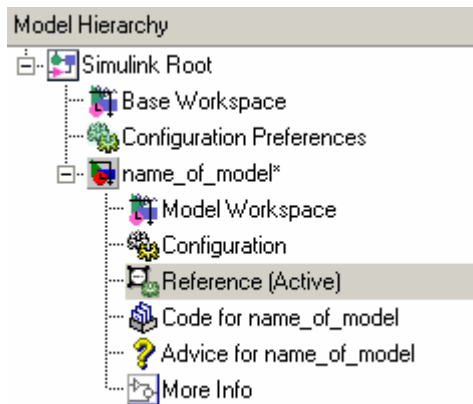 Model Hierarchy
Simulink Root
Base Workspace
Configuration Preferences
name_of_model*
Model Workspace
Configuration
Reference (Active)
Code for name_of_model
Advice for name_of_model
More Info